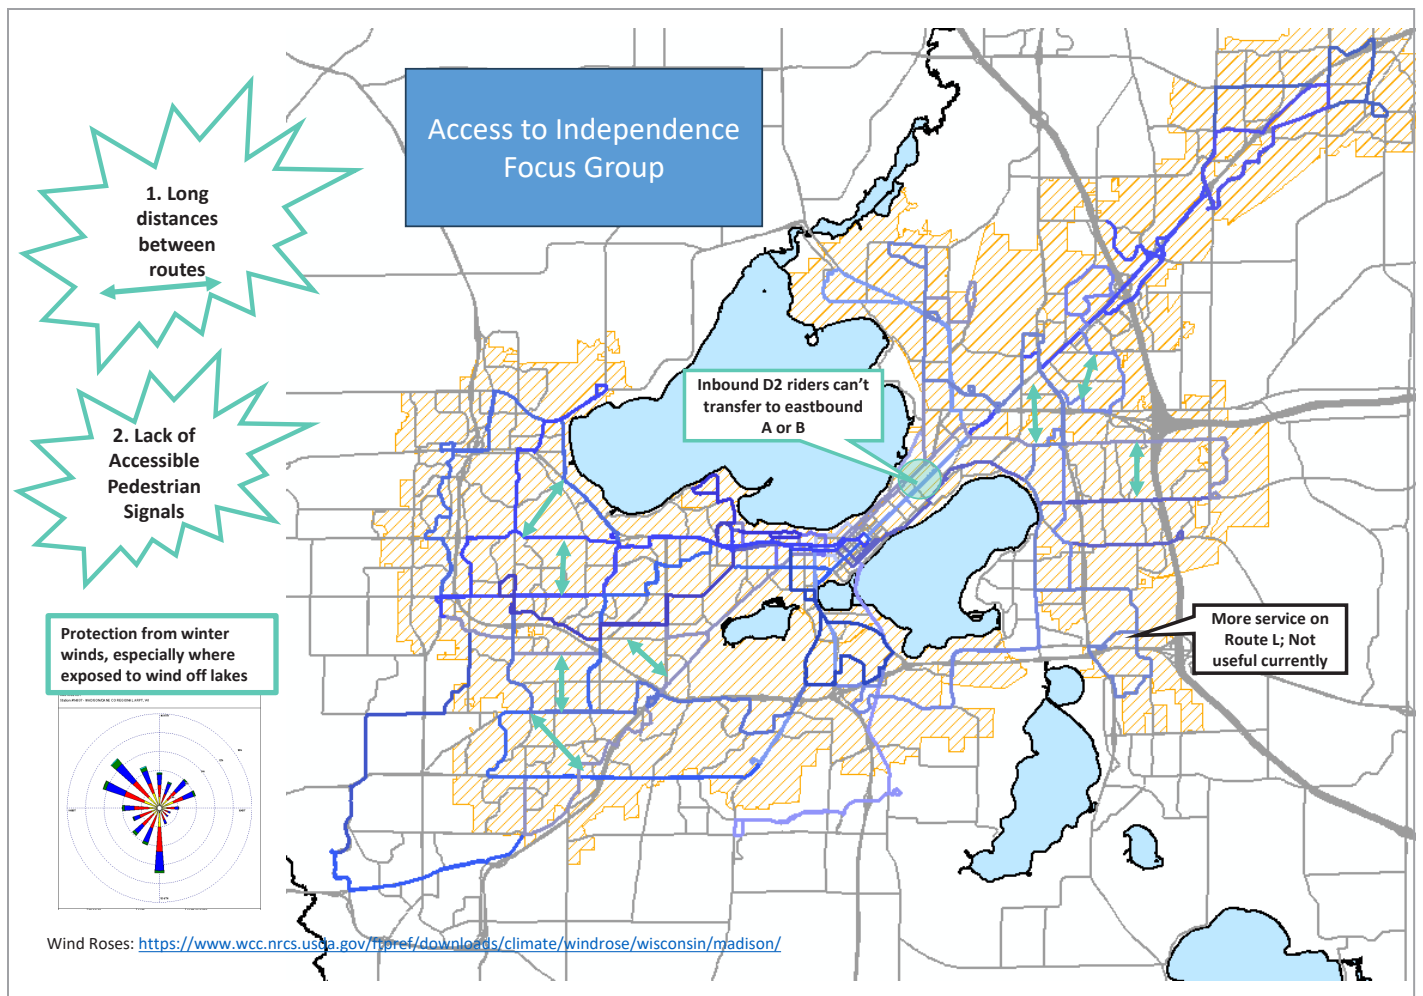 Access to Independence
Focus Group
1. Long
distances
between
routes
2. Lack of
Accessible
Pedestrian
Signals
Inbound D2 riders can't
transfer to eastbound
A or B
More service on
Route L; Not
useful currently
Protection from winter
winds, especially where
exposed to wind off lakes
Wind Roses: https://www.wcc.nrcs.usda.gov/ftpref/downloads/climate/windrose/wisconsin/madison/